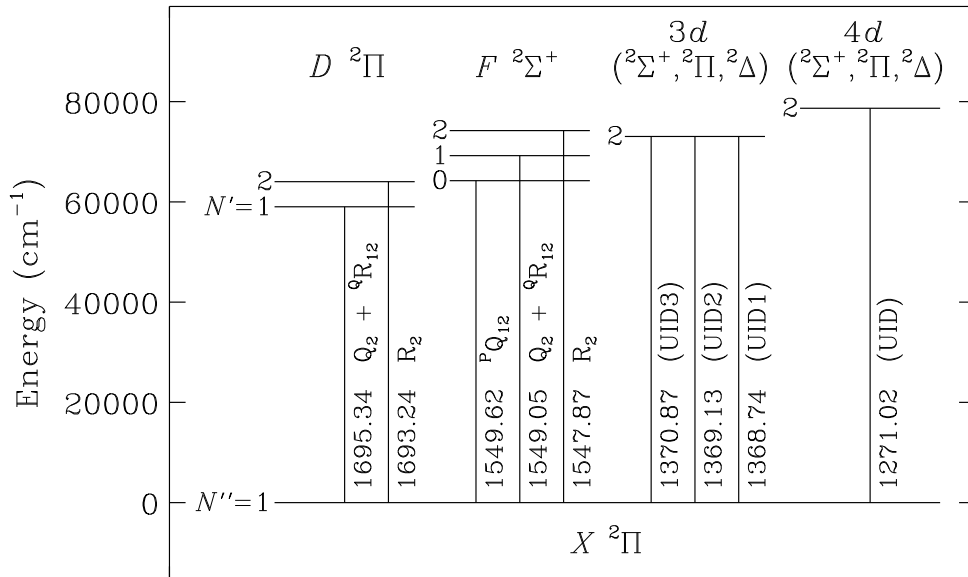 3d 4d
D ²Π F ²Σ⁺ (²Σ⁺,²Π,²Δ) (²Σ⁺,²Π,²Δ)
80000
60000
40000
20000
0
Energy (cm⁻¹)
2
N'=1
2
1
0
2
2
N''=1
1695.34 Q₂ + ᵠR₁₂
1693.24 R₂
1549.62 ᴾQ₁₂
1549.05 Q₂ + ᵠR₁₂
1547.87 R₂
1370.87 (UID3)
1369.13 (UID2)
1368.74 (UID1)
1271.02 (UID)
X ²Π